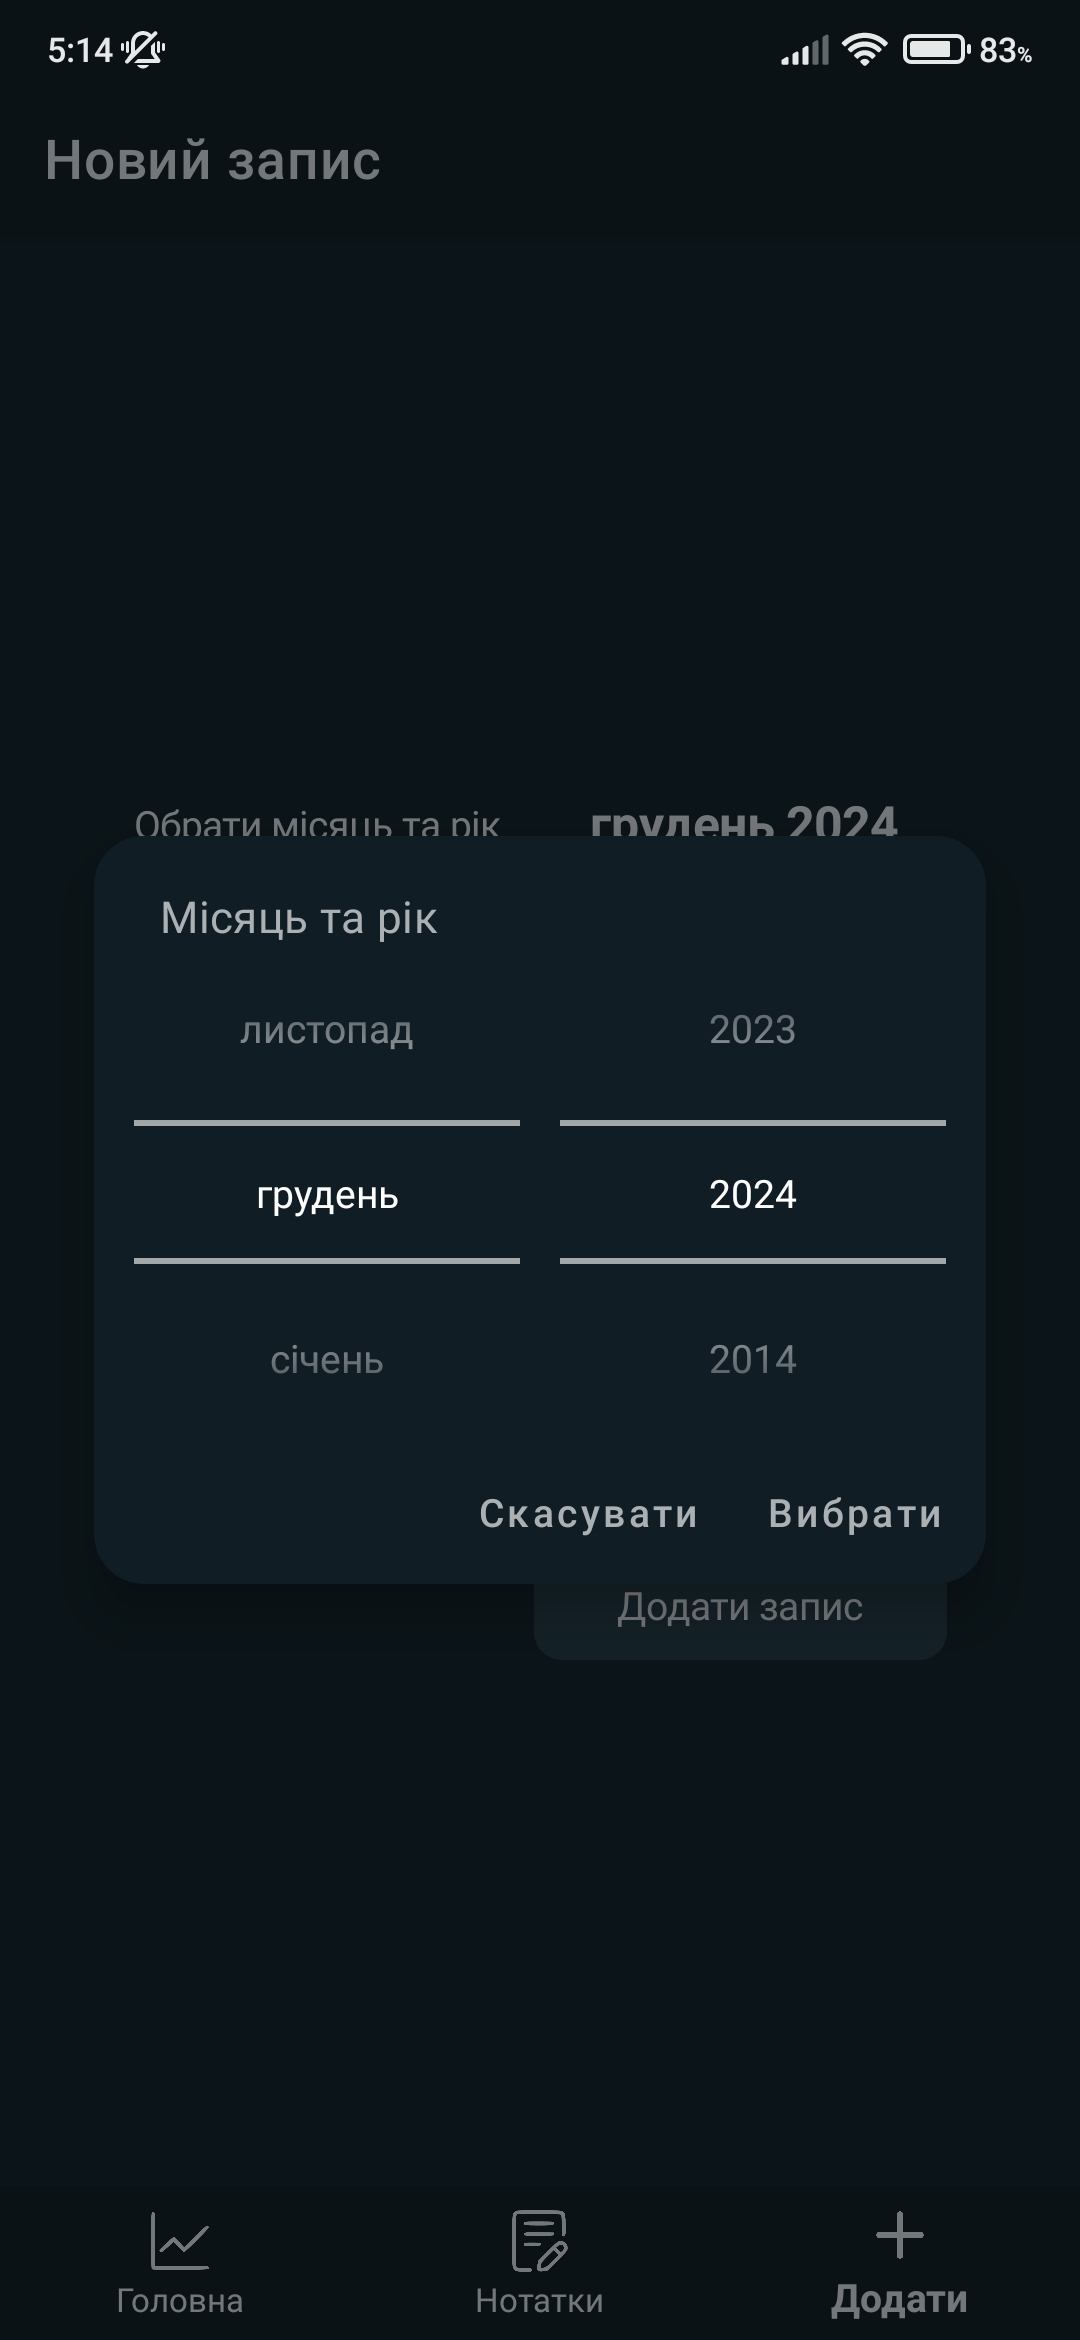 5:14 83%
Новий запис
Обрати місяць та рік грудень 2024
Місяць та рік
листопад 2023
грудень 2024
січень 2014
Скасувати Вибрати
Додати запис
Головна Нотатки Додати